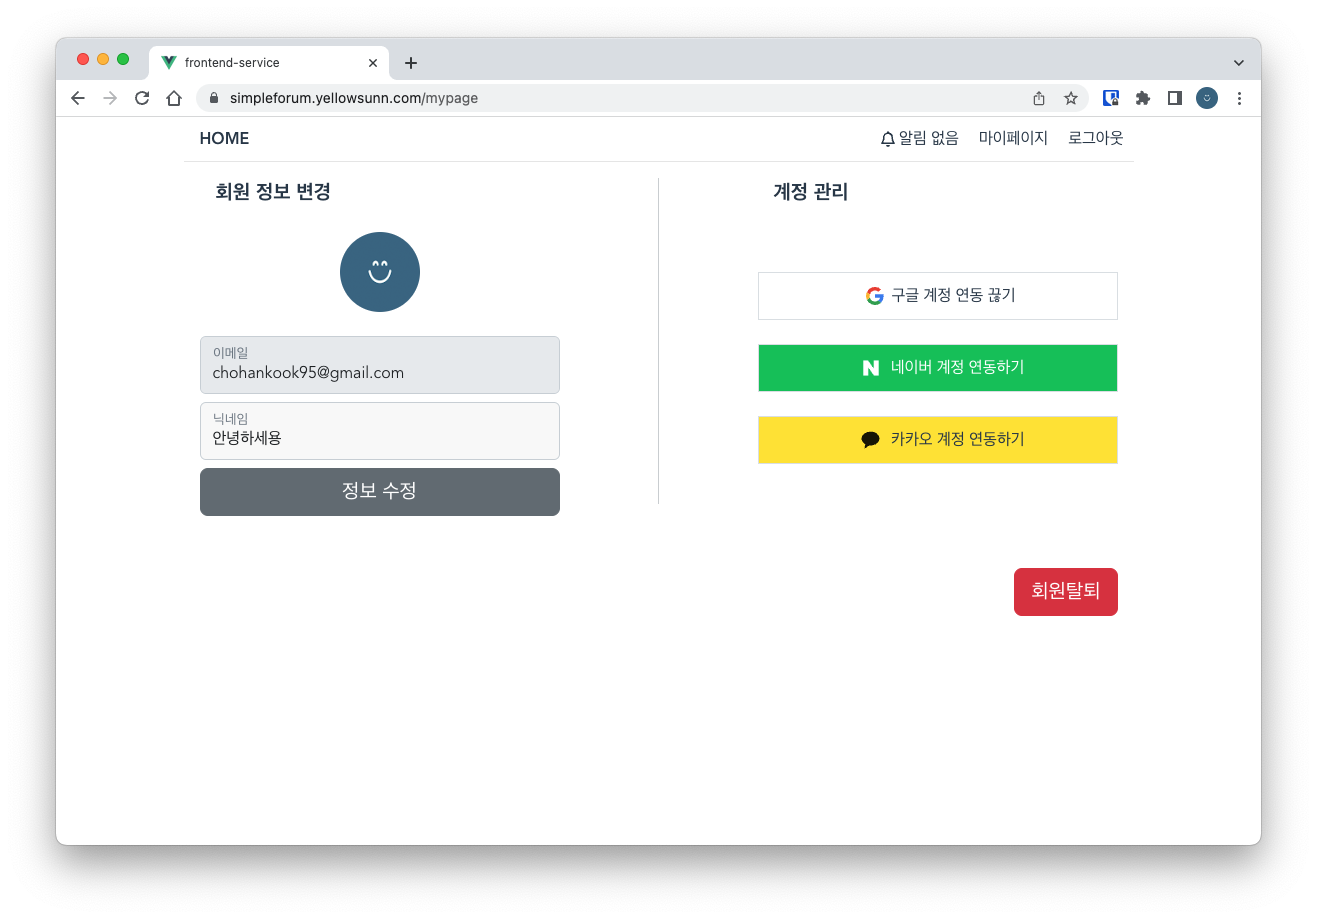 frontend-service
simpleforum.yellowsunn.com/mypage
HOME
알림 없음 마이페이지 로그아웃
회원 정보 변경
이메일
chohankook95@gmail.com
닉네임
안녕하세용
정보 수정
계정 관리
구글 계정 연동 끊기
네이버 계정 연동하기
카카오 계정 연동하기
회원탈퇴